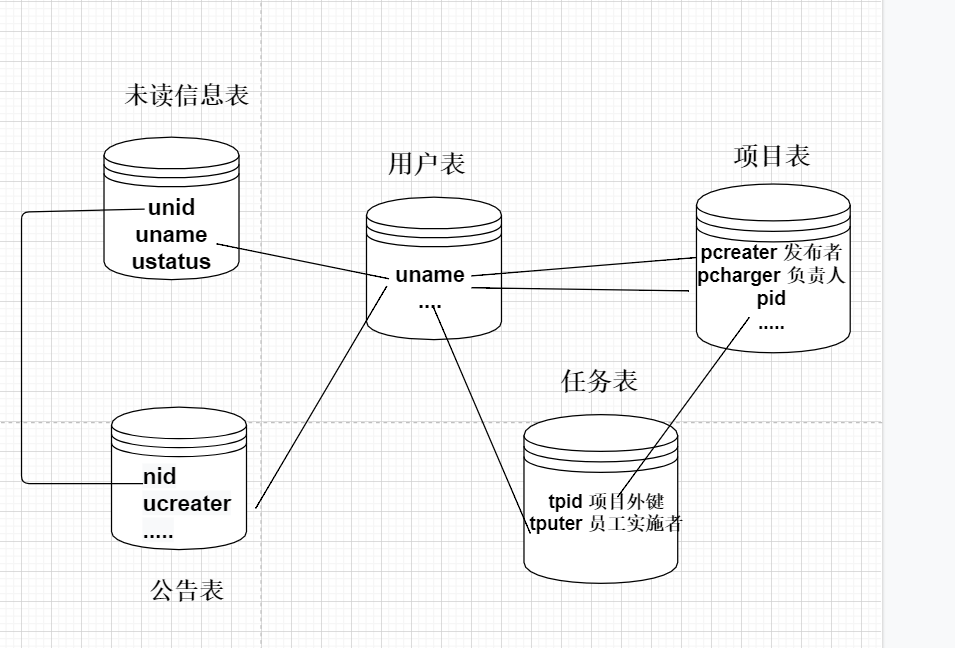 未读信息表
unid
uname
ustatus
用户表
uname
....
项目表
pcreater 发布者
pcharger 负责人
pid
.....
任务表
tpid 项目外键
tputer 员工实施者
nid
ucreater
.....
公告表